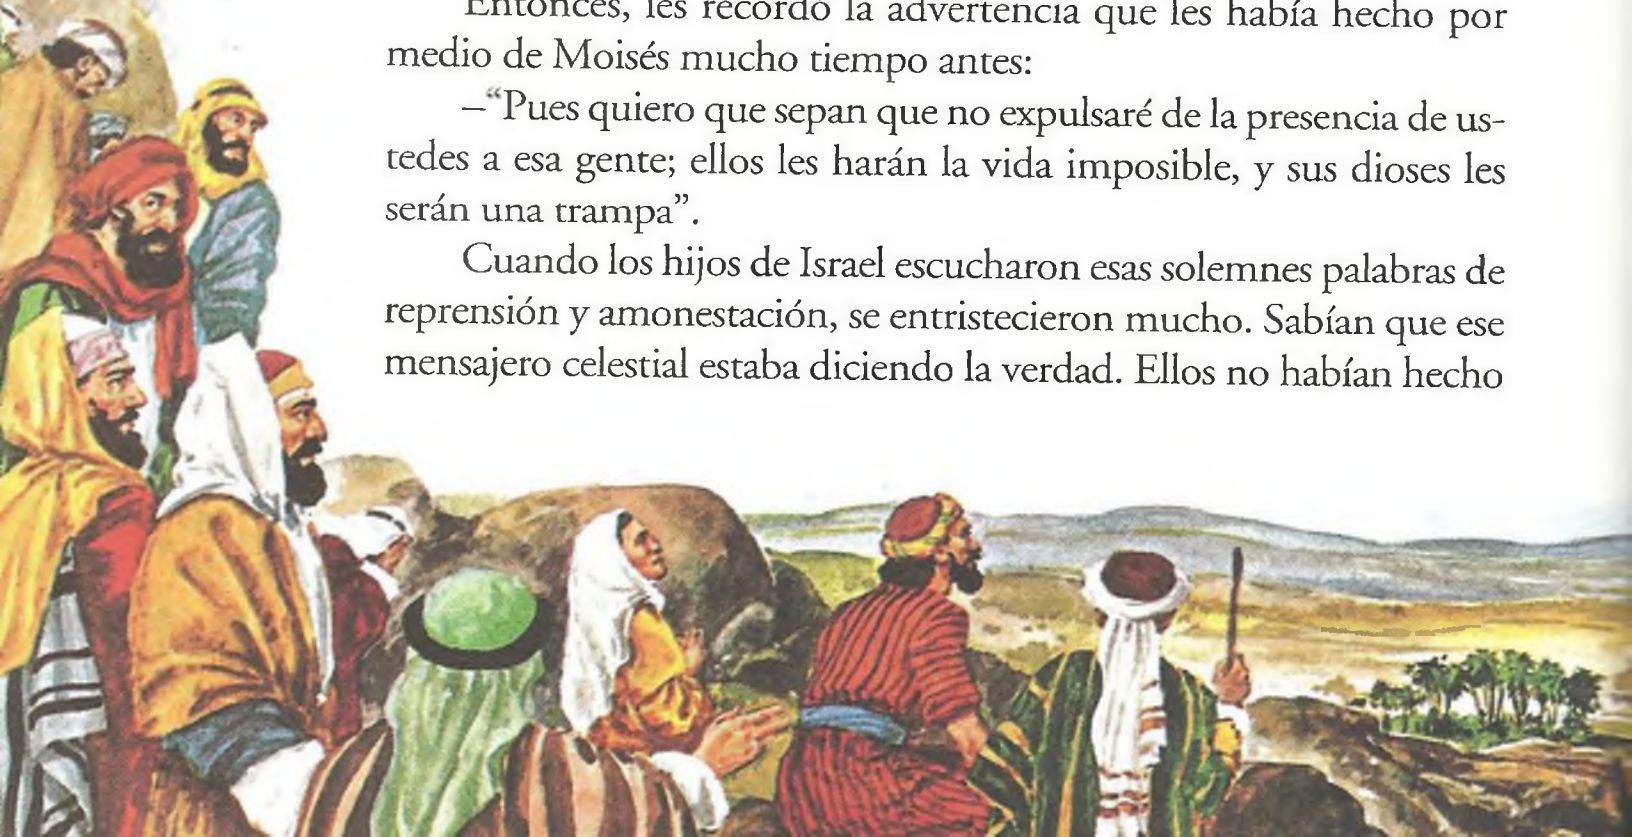 Entonces, les recordó la advertencia que les había hecho por
medio de Moisés mucho tiempo antes:
–“Pues quiero que sepan que no expulsaré de la presencia de us-
tedes a esa gente; ellos les harán la vida imposible, y sus dioses les
serán una trampa”.
Cuando los hijos de Israel escucharon esas solemnes palabras de
reprensión y amonestación, se entristecieron mucho. Sabían que ese
mensajero celestial estaba diciendo la verdad. Ellos no habían hecho